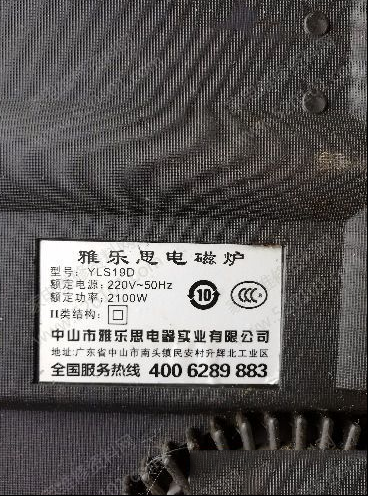 雅乐思电磁炉
型号: YLS19D
额定电源: 220V~50Hz
额定功率: 2100W
II类结构:
10
CCC
中山市雅乐思电器实业有限公司
地址:广东省中山市南头镇民安村升辉北工业区
全国服务热线 400 6289 883